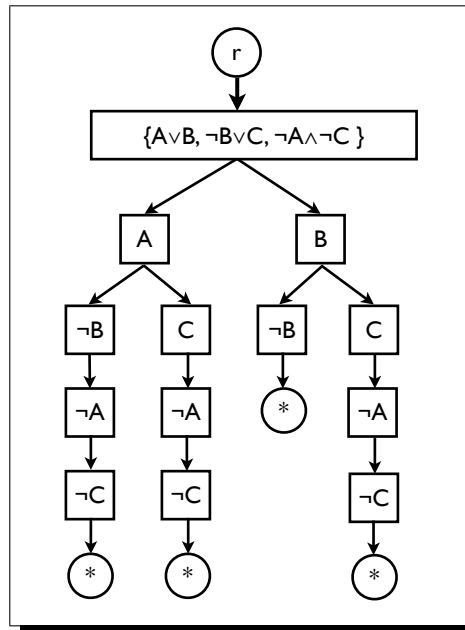 r
{A∨B, ¬B∨C, ¬A∧¬C }
A B
¬B C ¬B C
¬A ¬A * ¬A
¬C ¬C ¬C
* * *